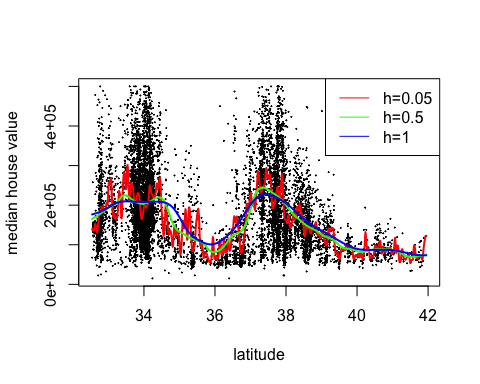 h=0.05
h=0.5
h=1
median house value
0e+00
2e+05
4e+05
34
36
38
40
42
latitude